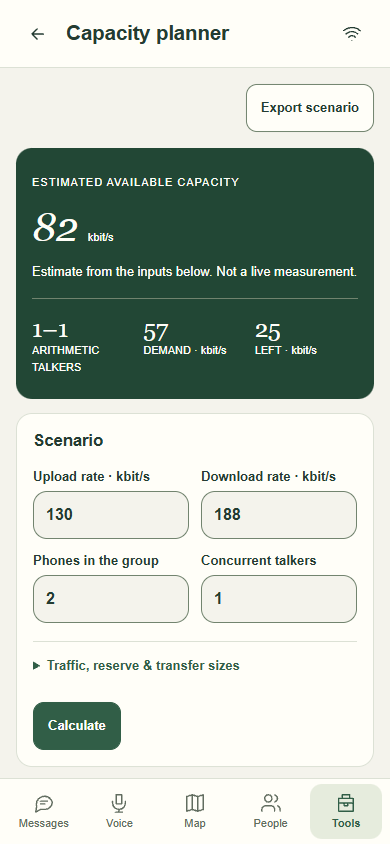 Capacity planner
Export scenario
ESTIMATED AVAILABLE CAPACITY
82 kbit/s
Estimate from the inputs below. Not a live measurement.
1–1
ARITHMETIC
TALKERS
57
DEMAND · kbit/s
25
LEFT · kbit/s
Scenario
Upload rate · kbit/s
130
Download rate · kbit/s
188
Phones in the group
2
Concurrent talkers
1
Traffic, reserve & transfer sizes
Calculate
Messages
Voice
Map
People
Tools